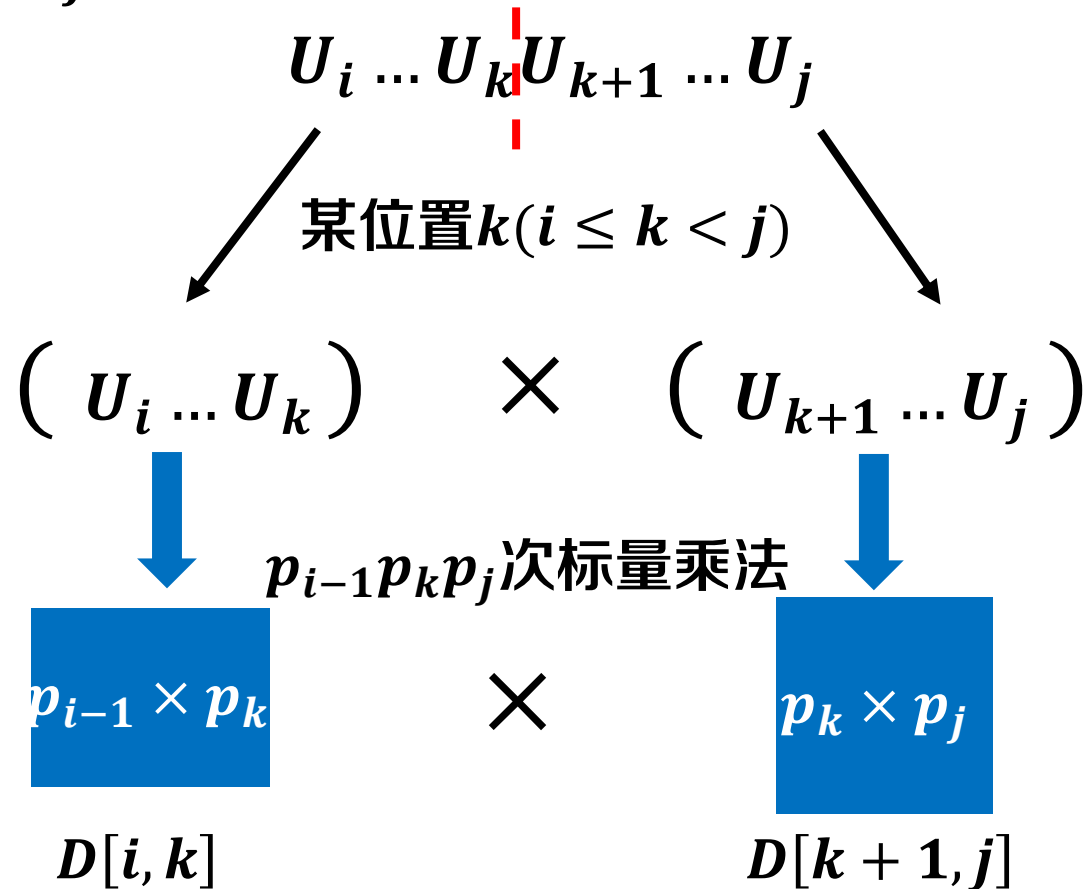 U_i … U_k U_{k+1} … U_j
某位置k(i ≤ k < j)
( U_i … U_k ) × ( U_{k+1} … U_j )
p_{i−1}p_kp_j次标量乘法
p_{i−1} × p_k × p_k × p_j
D[i, k] D[k + 1, j]